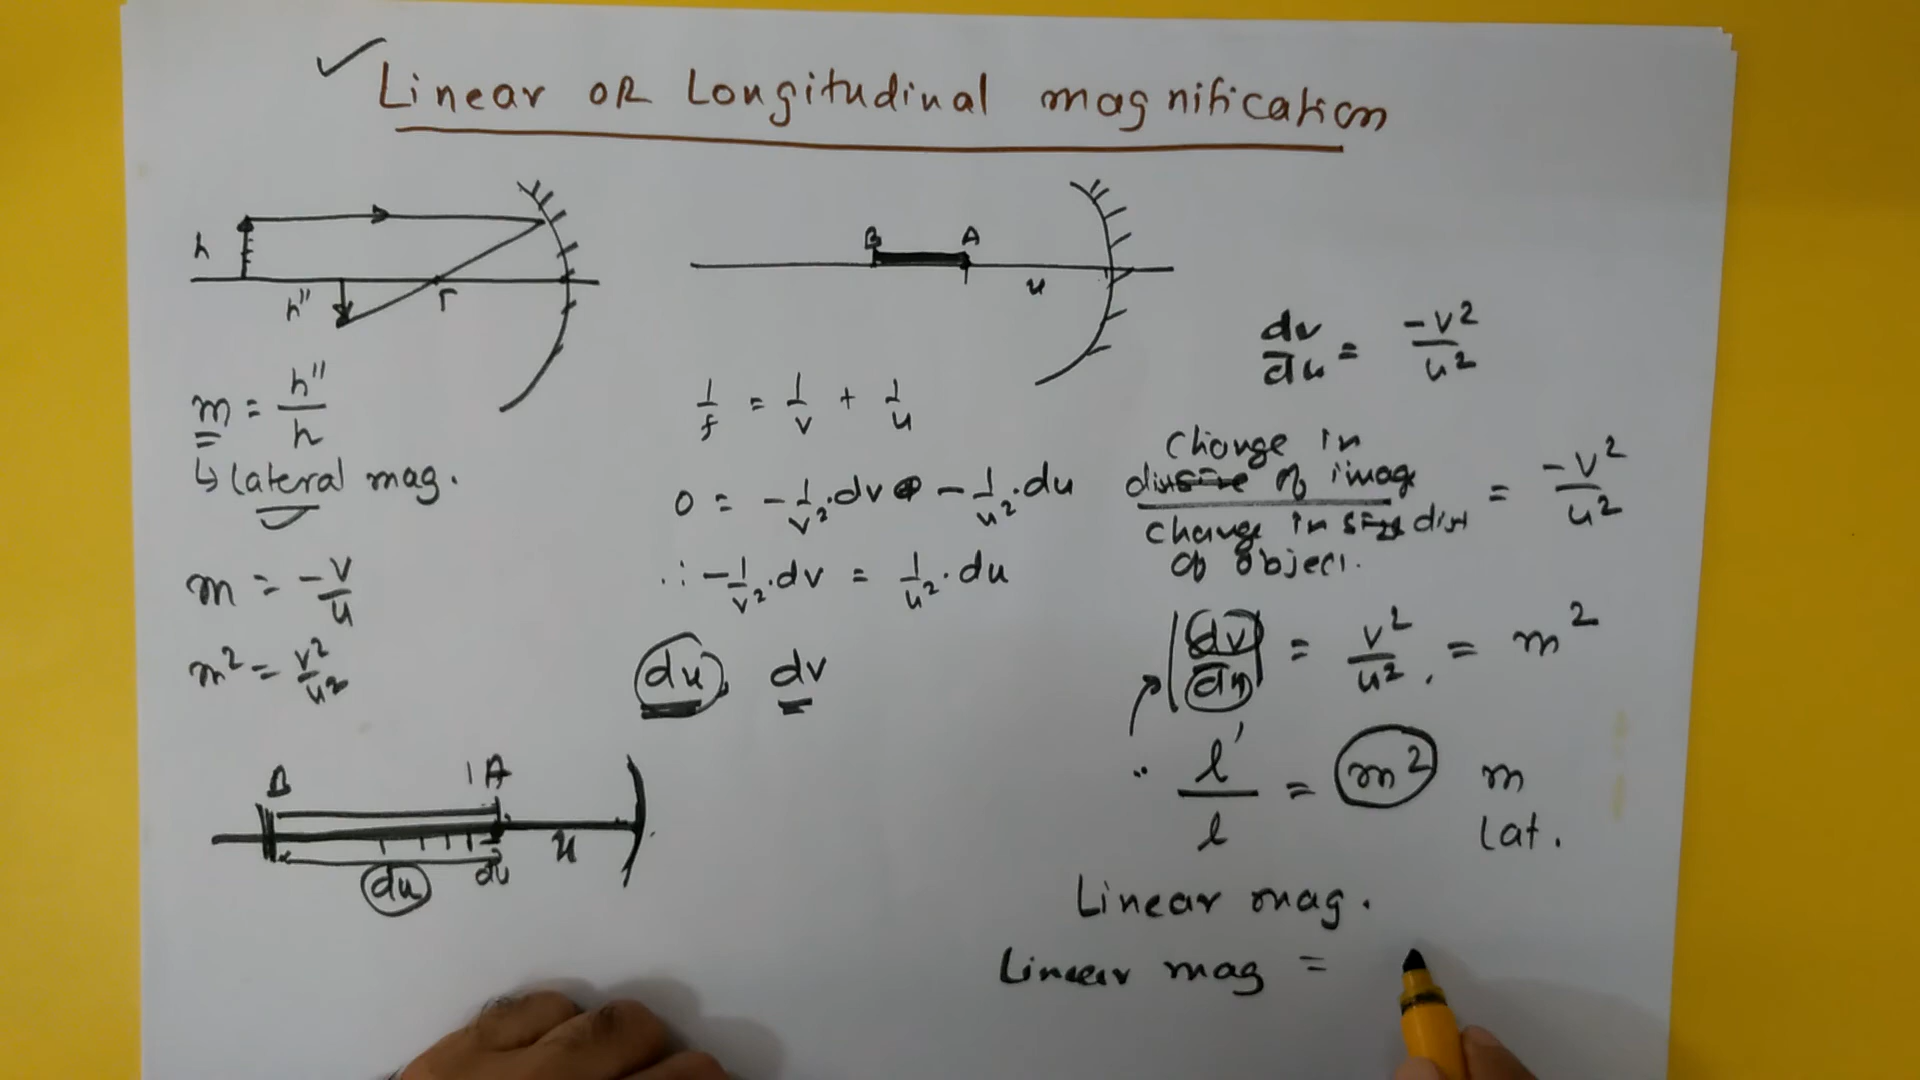 Linear OR Longitudinal magnification
h
h"
F
m = h"/h
↳ lateral mag.
m = -v/u
m² = v²/u²
B A
u
1/f = 1/v + 1/u
0 = -1/v².dv - 1/u².du
∴ -1/v².dv = 1/u².du
du, dv
B A
u
du
dv/du = -v²/u²
change in
of image
change in dist
of object.
= -v²/u²
|dv/du| = v²/u², = m²
l'/l = m² m
lat.
Linear mag.
Linear mag =